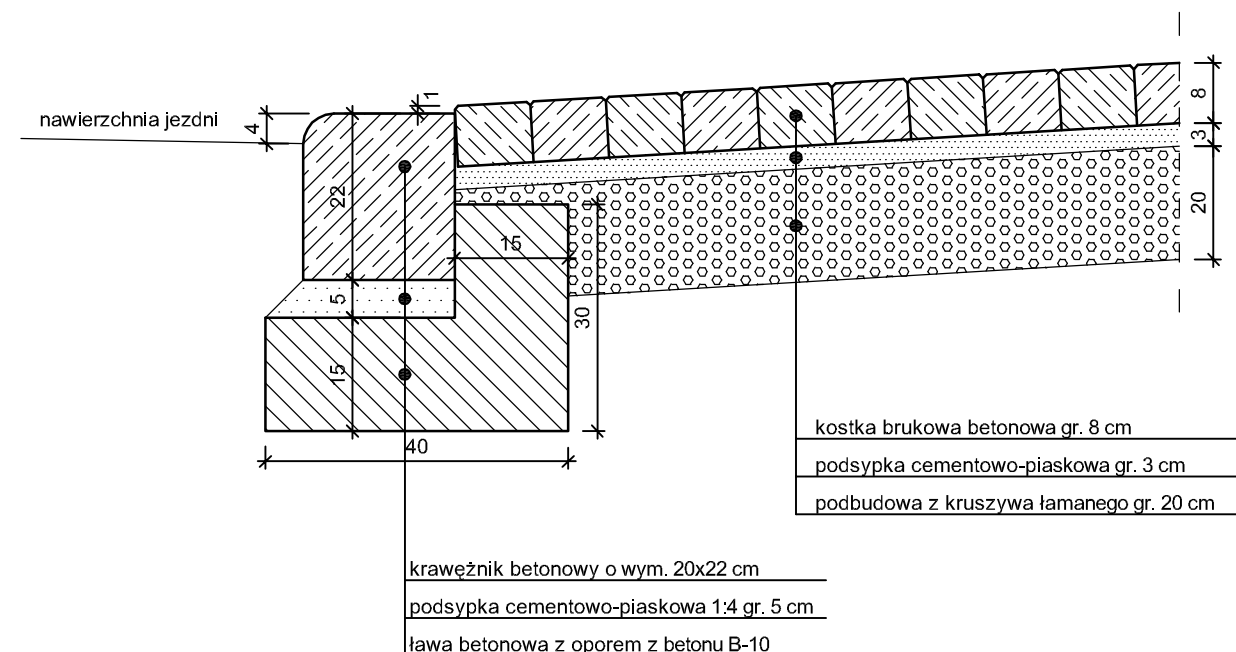 nawierzchnia jezdni
4
1
22
5
15
15
30
40
8
3
20
kostka brukowa betonowa gr. 8 cm
podsypka cementowo-piaskowa gr. 3 cm
podbudowa z kruszywa łamanego gr. 20 cm
krawężnik betonowy o wym. 20x22 cm
podsypka cementowo-piaskowa 1:4 gr. 5 cm
ława betonowa z oporem z betonu B-10